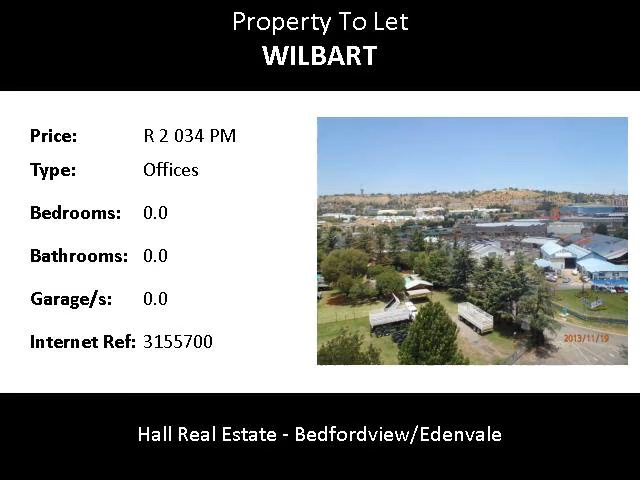 Property To Let
WILBART
Price: R 2 034 PM
Type: Offices
Bedrooms: 0.0
Bathrooms: 0.0
Garage/s: 0.0
Internet Ref: 3155700
2013/11/19
Hall Real Estate - Bedfordview/Edenvale